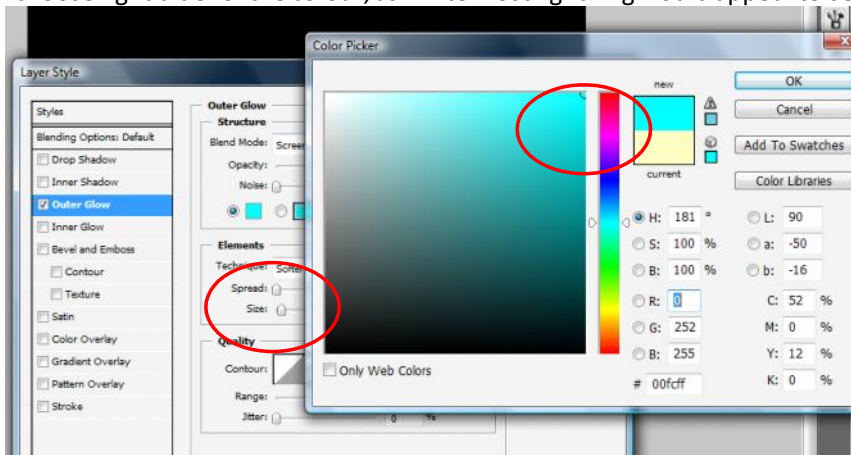 Color Picker
Layer Style
Styles
Blending Options: Default
Drop Shadow
Inner Shadow
Outer Glow
Inner Glow
Bevel and Emboss
Contour
Texture
Satin
Color Overlay
Gradient Overlay
Pattern Overlay
Stroke
Outer Glow
Structure
Blend Mode: Screen
Opacity:
Noise:
Elements
Technique: Softer
Spread:
Size:
Quality
Contour:
Range:
Jitter: 0 %
new
current
OK
Cancel
Add To Swatches
Color Libraries
H: 181 ° L: 90
S: 100 % a: -50
B: 100 % b: -16
R: 0 C: 52 %
G: 252 M: 0 %
B: 255 Y: 12 %
# 00fcff K: 0 %
Only Web Colors